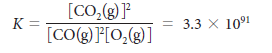 K = [CO₂(g)]² / [CO(g)]²[O₂(g)] = 3.3 × 10⁹¹